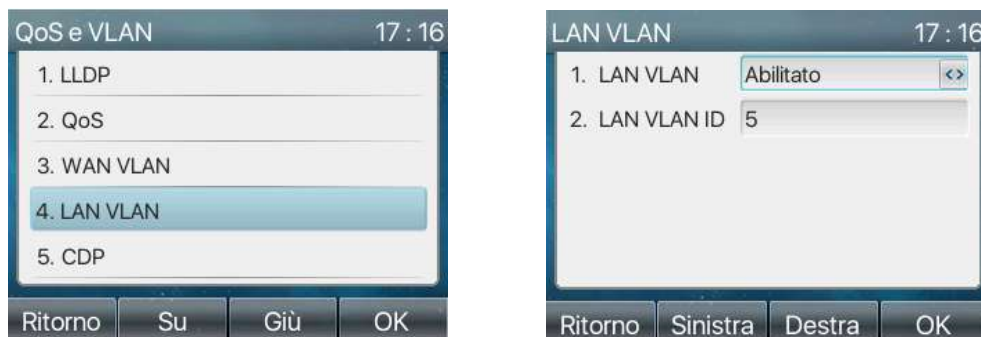 QoS e VLAN 17 : 16
1. LLDP
2. QoS
3. WAN VLAN
4. LAN VLAN
5. CDP
Ritorno Su Giù OK
LAN VLAN 17 : 16
1. LAN VLAN Abilitato <>
2. LAN VLAN ID 5
Ritorno Sinistra Destra OK